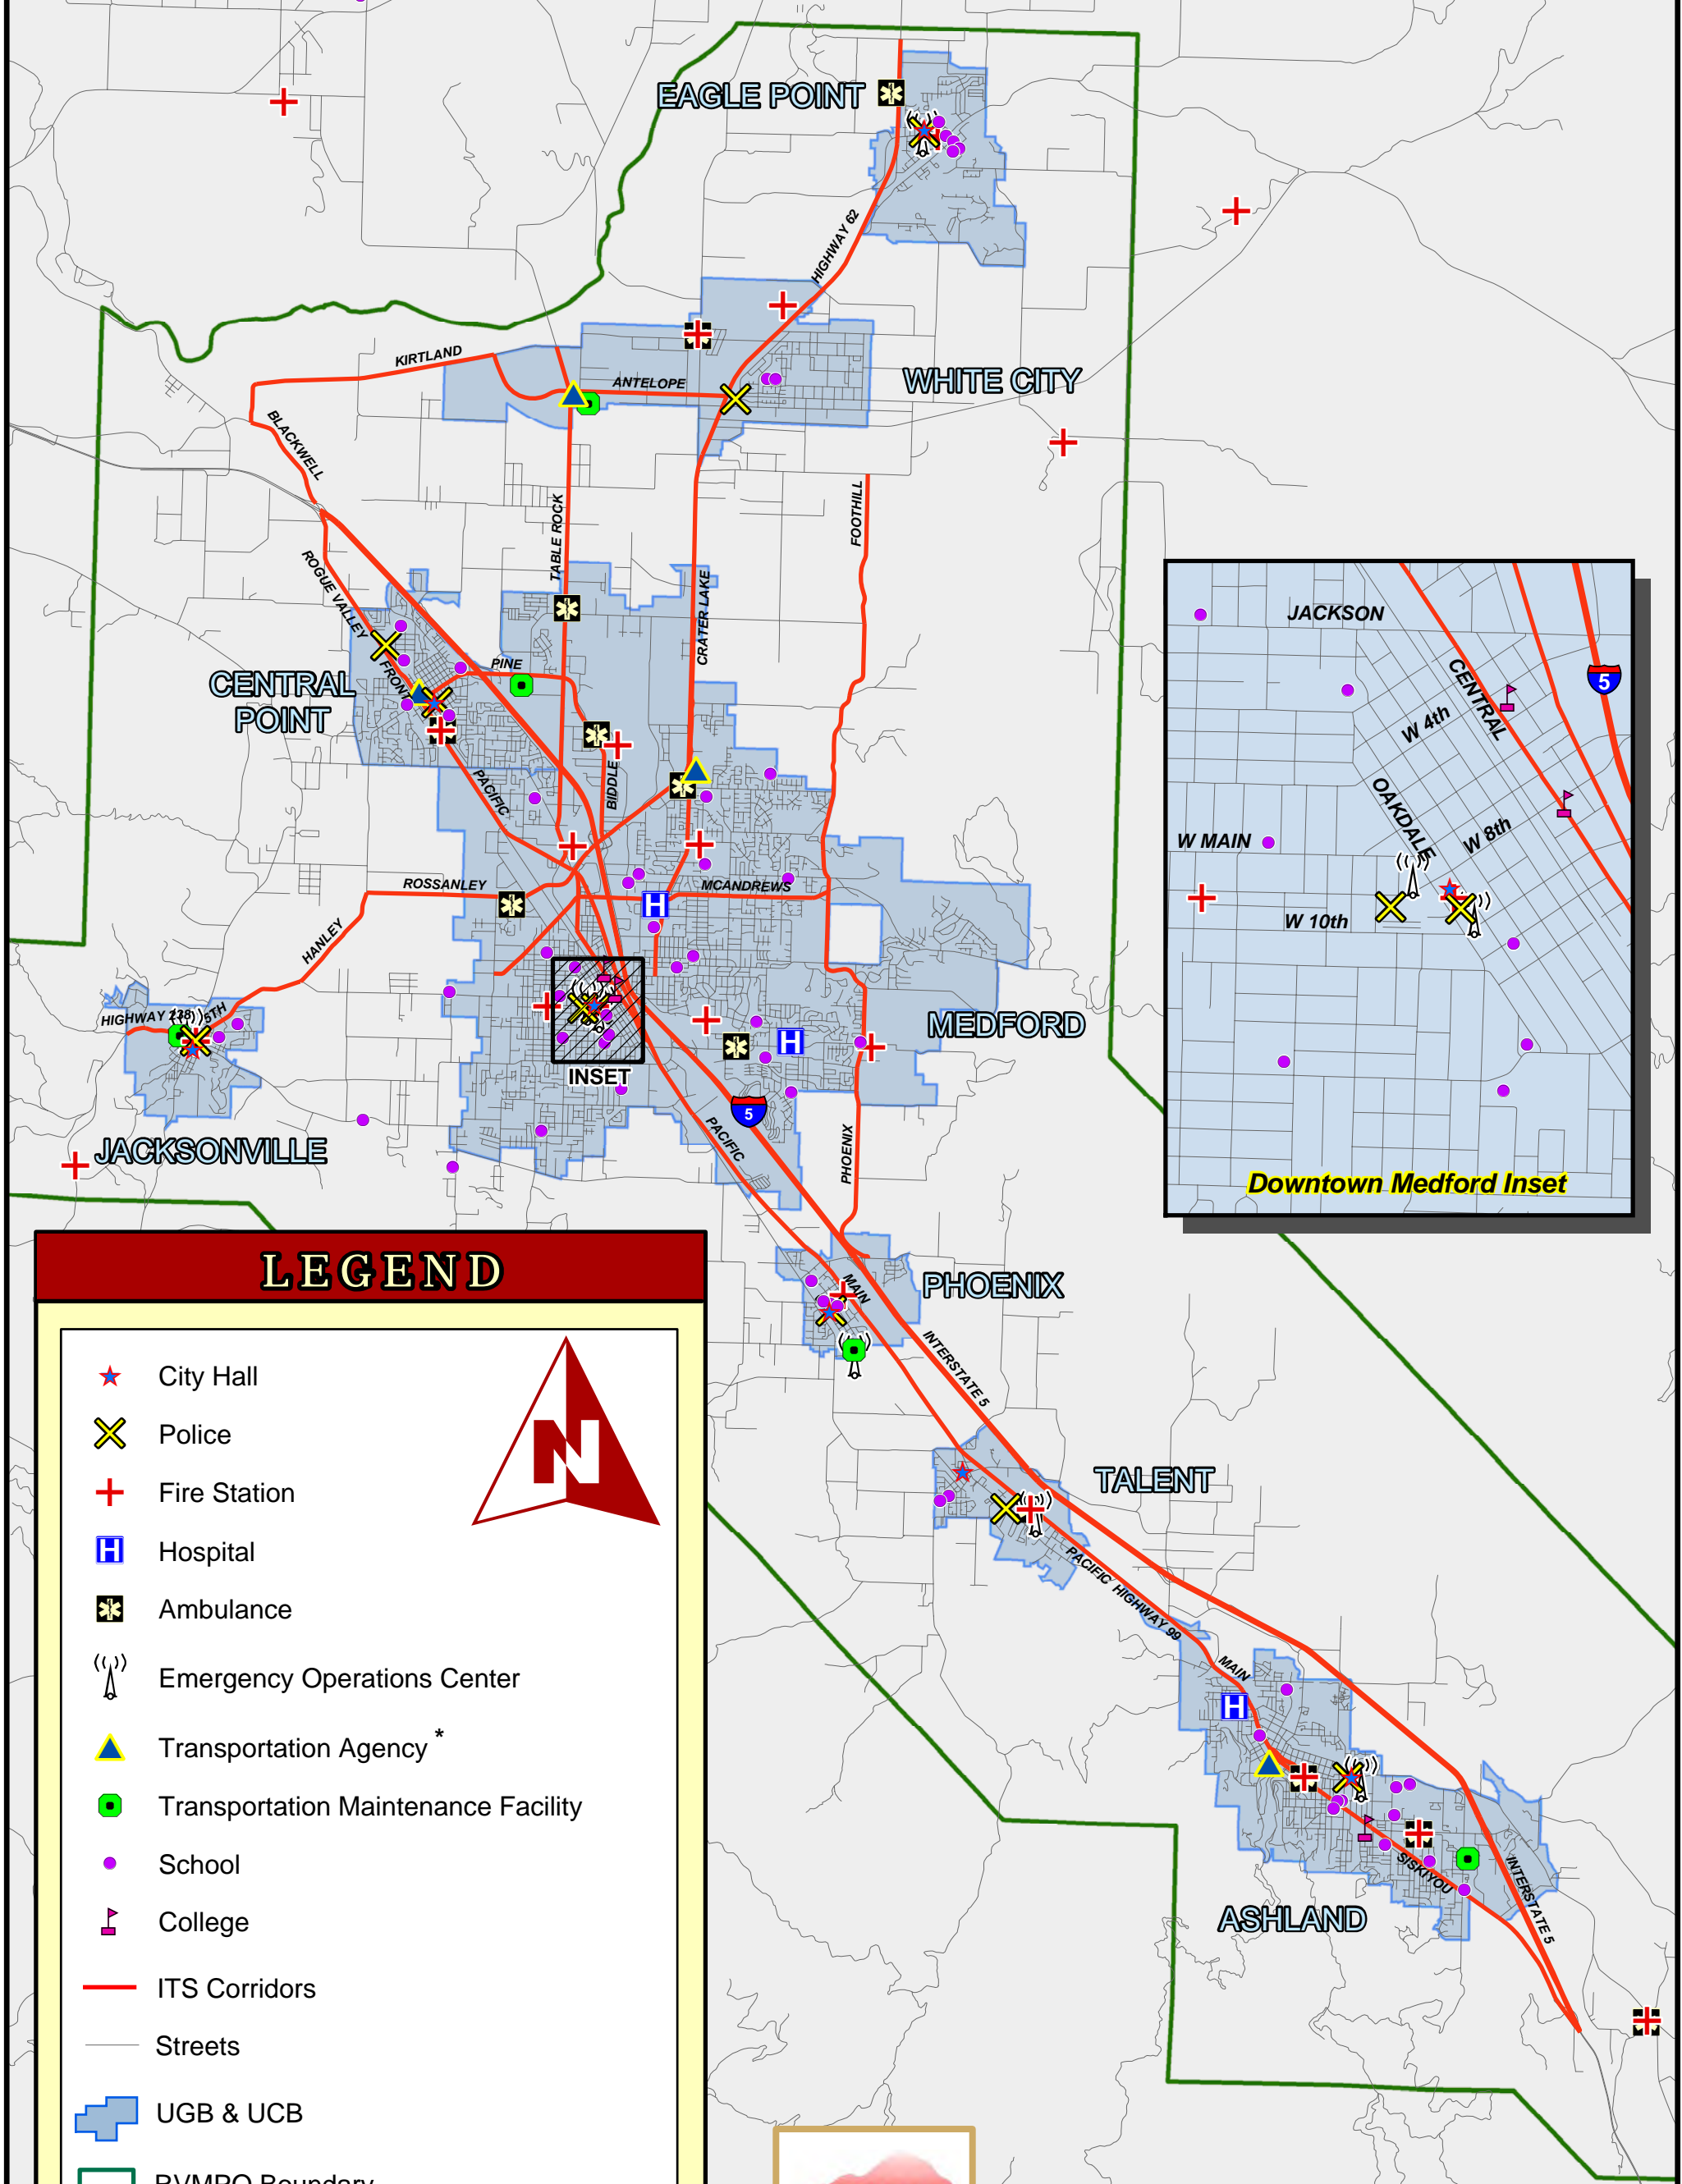 EAGLE POINT
HIGHWAY 62
WHITE CITY
KIRTLAND
ANTELOPE
BLACKWELL
TABLE ROCK
FOOTHILL
CRATER LAKE
ROGUE VALLEY
FRONT
PINE
CENTRAL
POINT
PACIFIC
BIDDLE
ROSSANLEY
MCANDREWS
HANLEY
HIGHWAY 238
5TH
MEDFORD
INSET
JACKSONVILLE
5
PACIFIC
PHOENIX
JACKSON
CENTRAL
5
W 4th
OAKDALE
W MAIN
W 8th
W 10th
Downtown Medford Inset
PHOENIX
MAIN
INTERSTATE 5
TALENT
PACIFIC HIGHWAY 99
MAIN
H
H
H
SISKIYOU
INTERSTATE 5
ASHLAND
LEGEND
N
City Hall
Police
Fire Station
H Hospital
Ambulance
Emergency Operations Center
Transportation Agency *
Transportation Maintenance Facility
School
College
ITS Corridors
Streets
UGB & UCB
RVMPO Boundary